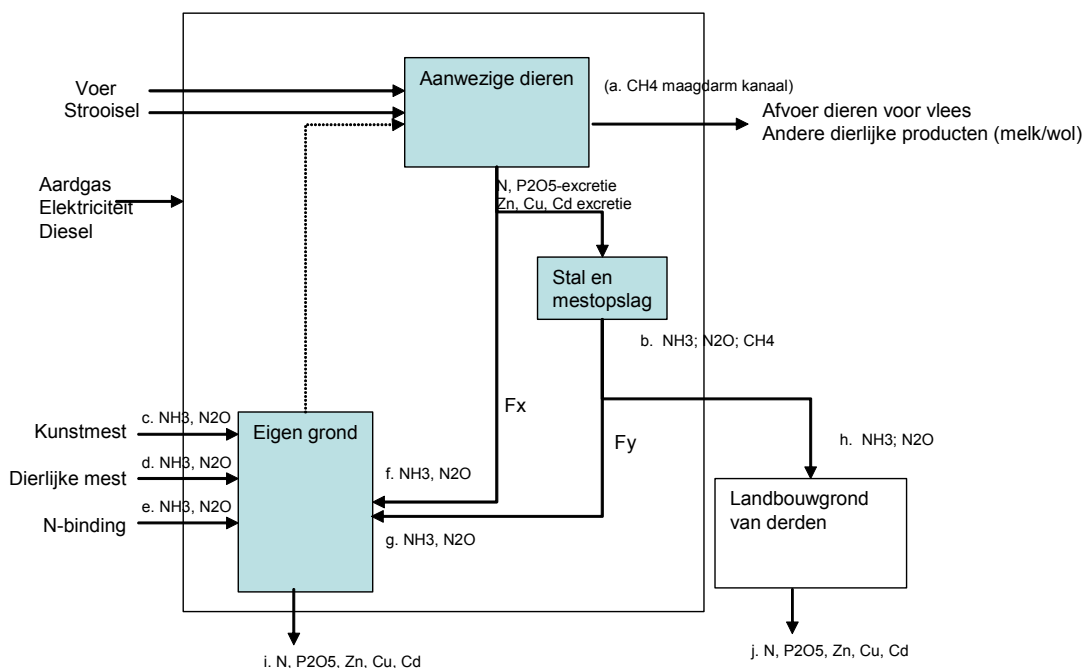 Voer
Strooisel
Aanwezige dieren
(a. CH4 maagdarm kanaal)
Afvoer dieren voor vlees
Andere dierlijke producten (melk/wol)
Aardgas
Elektriciteit
Diesel
N, P2O5-excretie
Zn, Cu, Cd excretie
Stal en
mestopslag
b. NH3; N2O; CH4
Fx
Fy
Kunstmest
c. NH3, N2O
Eigen grond
h. NH3; N2O
Dierlijke mest
d. NH3, N2O
f. NH3, N2O
N-binding
e. NH3, N2O
g. NH3, N2O
Landbouwgrond
van derden
i. N, P2O5, Zn, Cu, Cd
j. N, P2O5, Zn, Cu, Cd